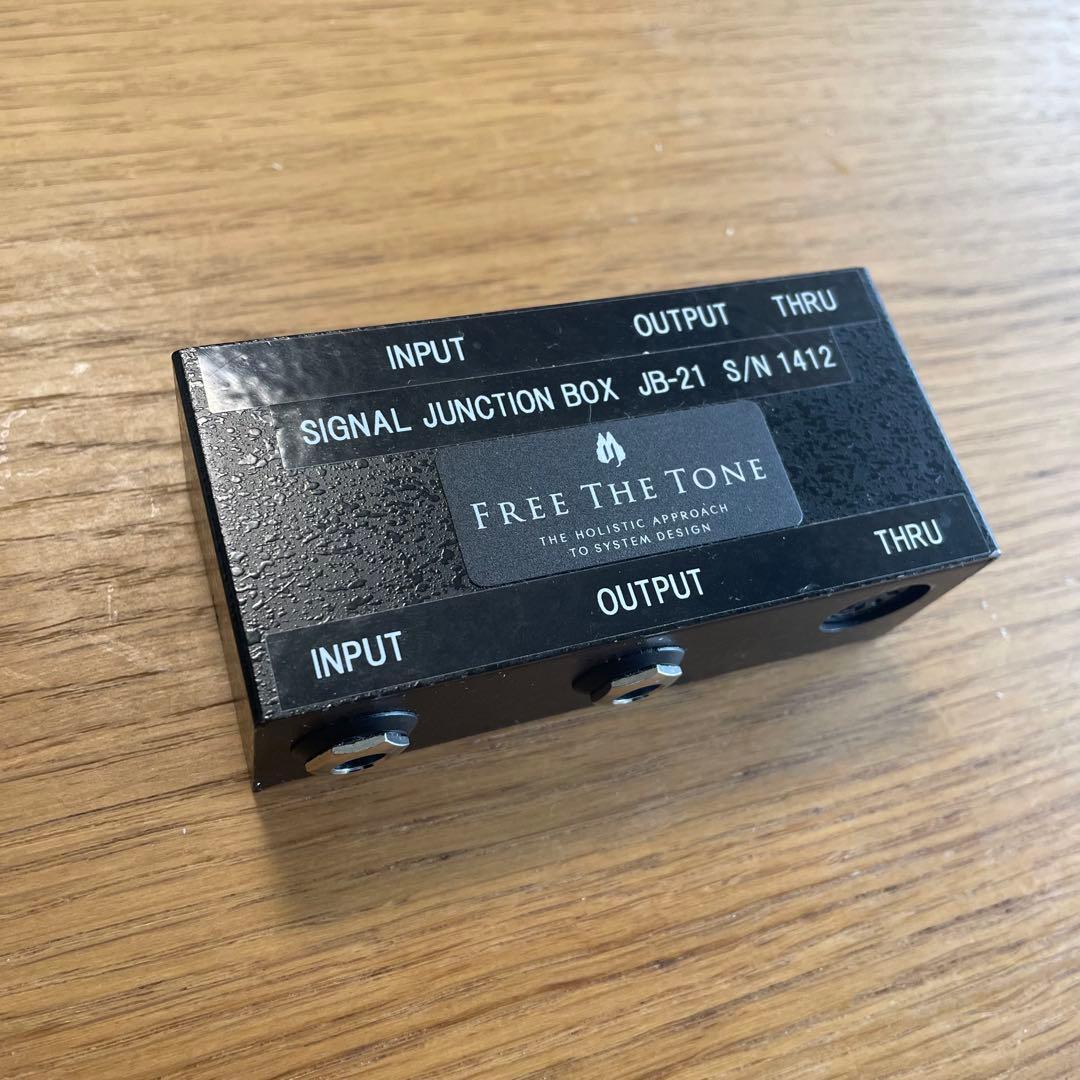 INPUT OUTPUT THRU
SIGNAL JUNCTION BOX JB-21 S/N 1412
FREE THE TONE
THE HOLISTIC APPROACH
TO SYSTEM DESIGN
INPUT OUTPUT THRU